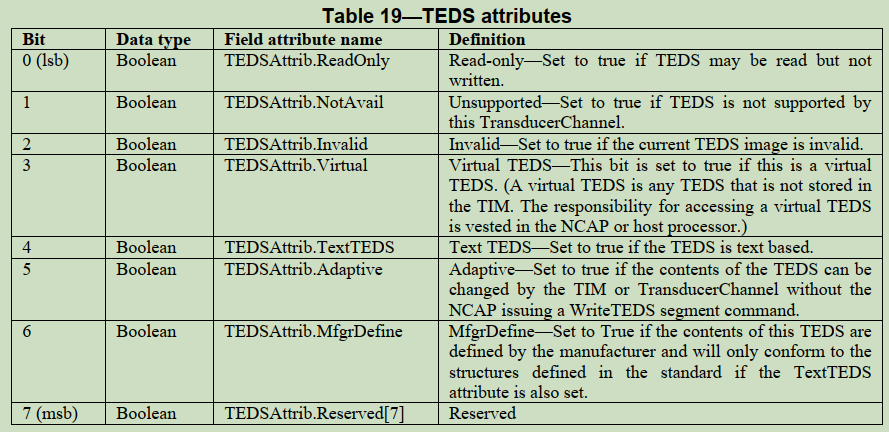 Table 19—TEDS attributes
Bit Data type Field attribute name Definition
0 (lsb) Boolean TEDSAttrib.ReadOnly Read-only—Set to true if TEDS may be read but not
written.
1 Boolean TEDSAttrib.NotAvail Unsupported—Set to true if TEDS is not supported by
this TransducerChannel.
2 Boolean TEDSAttrib.Invalid Invalid—Set to true if the current TEDS image is invalid.
3 Boolean TEDSAttrib.Virtual Virtual TEDS—This bit is set to true if this is a virtual
TEDS. (A virtual TEDS is any TEDS that is not stored in
the TIM. The responsibility for accessing a virtual TEDS
is vested in the NCAP or host processor.)
4 Boolean TEDSAttrib.TextTEDS Text TEDS—Set to true if the TEDS is text based.
5 Boolean TEDSAttrib.Adaptive Adaptive—Set to true if the contents of the TEDS can be
changed by the TIM or TransducerChannel without the
NCAP issuing a WriteTEDS segment command.
6 Boolean TEDSAttrib.MfgrDefine MfgrDefine—Set to True if the contents of this TEDS are
defined by the manufacturer and will only conform to the
structures defined in the standard if the TextTEDS
attribute is also set.
7 (msb) Boolean TEDSAttrib.Reserved[7] Reserved